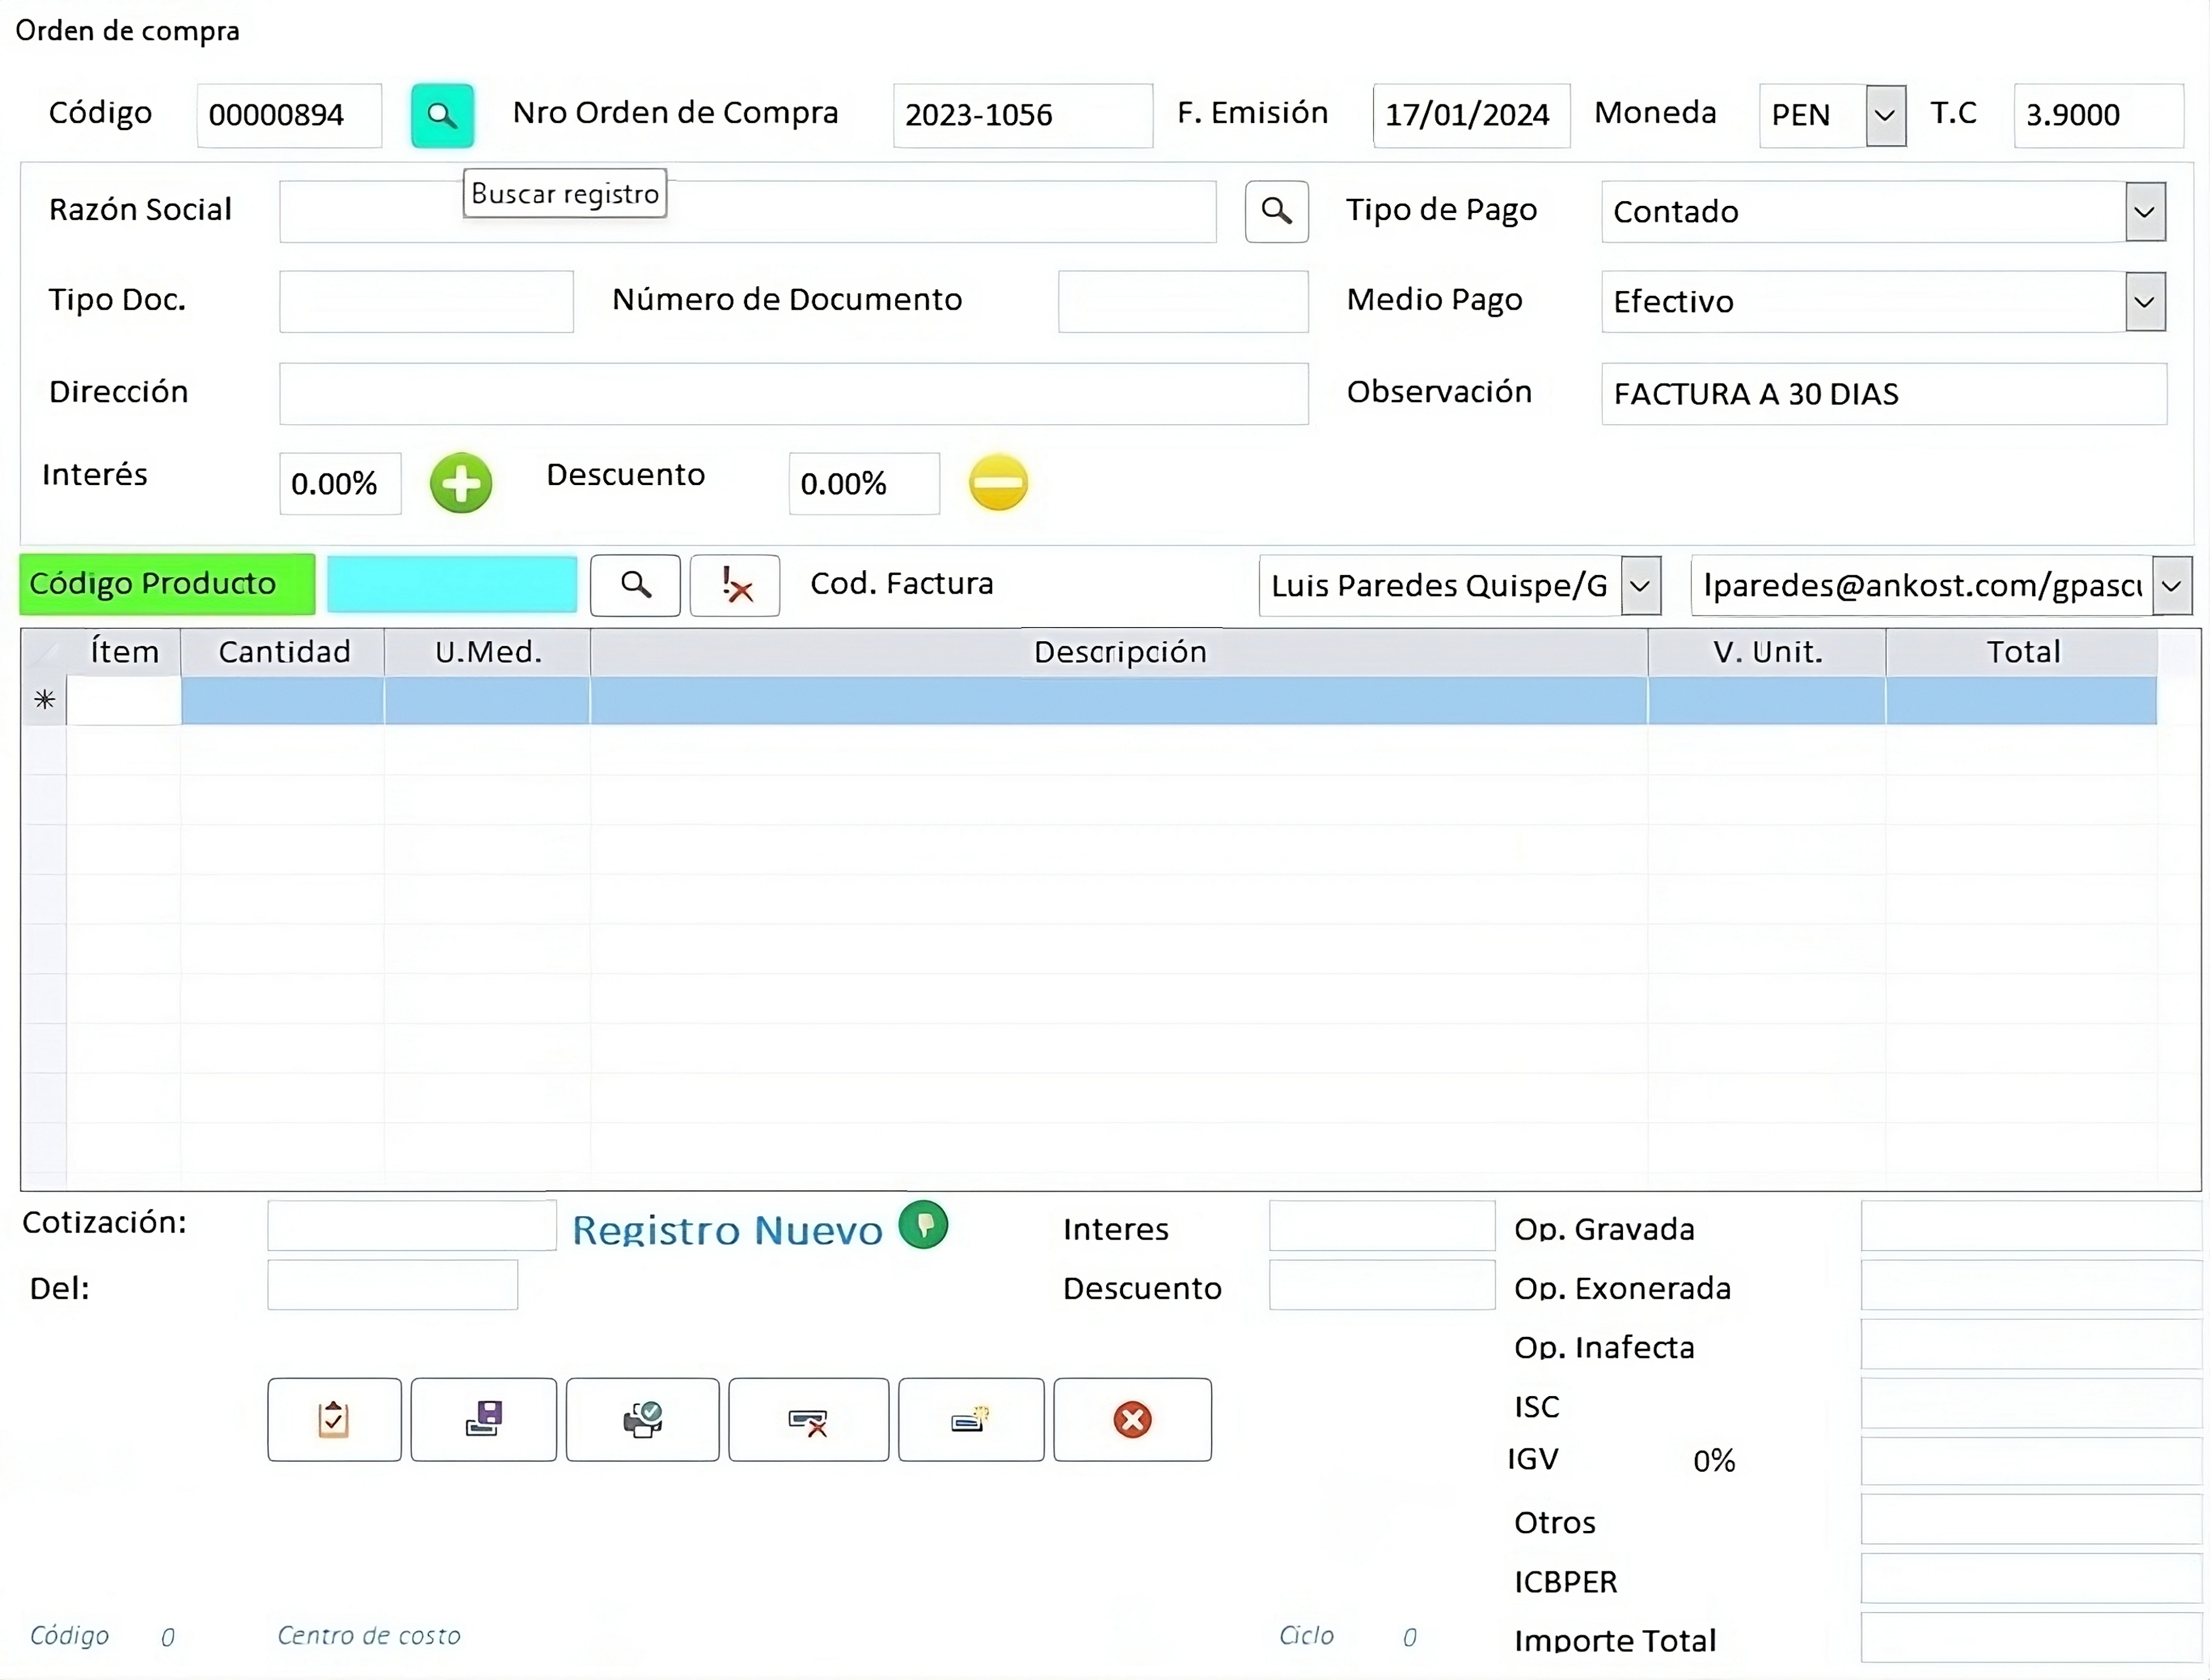 Orden de compra
Código 00000894 Nro Orden de Compra 2023-1056 F. Emisión 17/01/2024 Moneda PEN T.C 3.9000
Buscar registro
Razón Social Tipo de Pago Contado
Tipo Doc. Número de Documento Medio Pago Efectivo
Dirección Observación FACTURA A 30 DIAS
Interés 0.00% Descuento 0.00%
Código Producto Cod. Factura Luis Paredes Quispe/G lparedes@ankost.com/gpascu
Ítem Cantidad U.Med. Descripción V. Unit. Total
Cotización: Registro Nuevo Interes Op. Gravada
Del: Descuento Op. Exonerada
Op. Inafecta
ISC
IGV 0%
Otros
ICBPER
Código 0 Centro de costo Ciclo 0 Importe Total